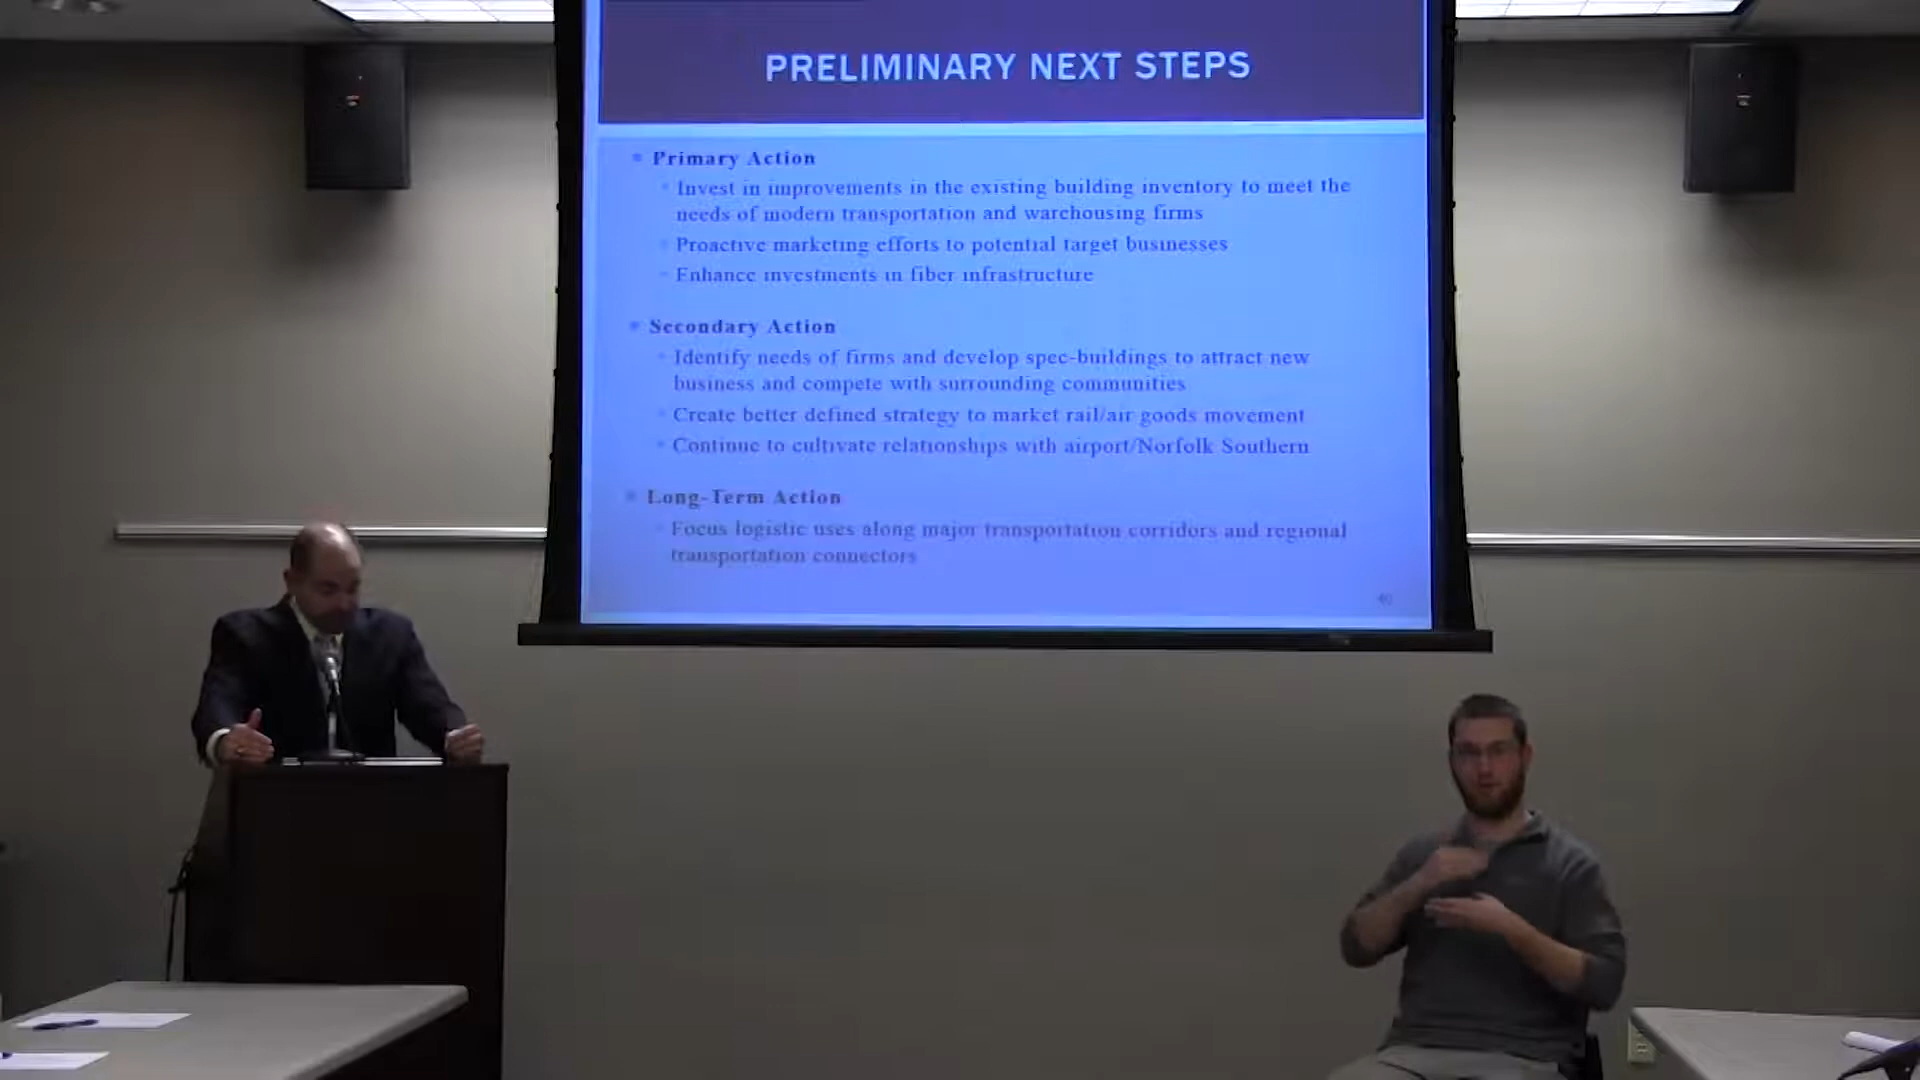 PRELIMINARY NEXT STEPS
Primary Action
Invest in improvements in the existing building inventory to meet the
needs of modern transportation and warehousing firms
Proactive marketing efforts to potential target businesses
Enhance investments in fiber infrastructure
Secondary Action
Identify needs of firms and develop spec-buildings to attract new
business and compete with surrounding communities
Create better defined strategy to market rail/air goods movement
Continue to cultivate relationships with airport/Norfolk Southern
Long-Term Action
Focus logistic uses along major transportation corridors and regional
transportation connectors